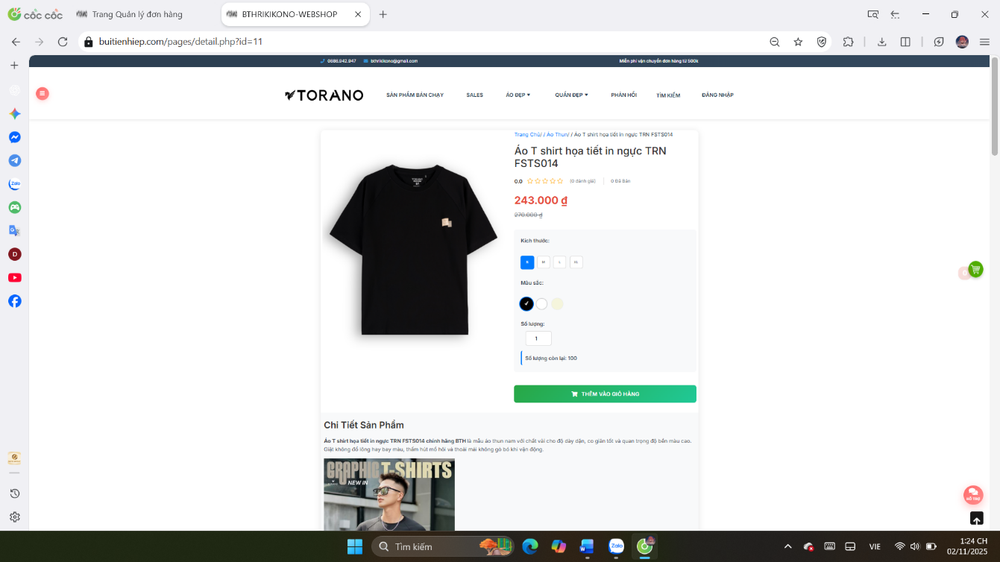 cốc cốc
Trang Quản lý đơn hàng
BTHRIKIKONO-WEBSHOP
buitienhiep.com/pages/detail.php?id=11
0886.942.947
bthrikikono@gmail.com
Miễn phí vận chuyển đơn hàng từ 500k
TORANO
SẢN PHẨM BÁN CHẠY
SALES
ÁO ĐẸP
QUẦN ĐẸP
PHẢN HỒI
TÌM KIẾM
ĐĂNG NHẬP
Trang Chủ/ / Áo Thun/ / Áo T shirt họa tiết in ngực TRN FSTS014
Áo T shirt họa tiết in ngực TRN
FSTS014
0.0
(0 đánh giá)
0 Đã Bán
243.000 ₫
270.000 ₫
Kích thước:
S M L XL
Màu sắc:
Số lượng:
1
Số lượng còn lại: 100
THÊM VÀO GIỎ HÀNG
TORANO
0
Zalo
D
Chi Tiết Sản Phẩm
Áo T shirt họa tiết in ngực TRN FSTS014 chính hãng BTH là mẫu áo thun nam với chất vải cho độ dày dặn, co giãn tốt và quan trọng độ bền màu cao.
Giặt không đổ lông hay bay màu, thấm hút mồ hôi và thoải mái không gò bó khi vận động.
GRAPHIC T-SHIRTS
NEW IN
HỖ TRỢ
Tìm kiếm
Zalo
VIE
1:24 CH
02/11/2025